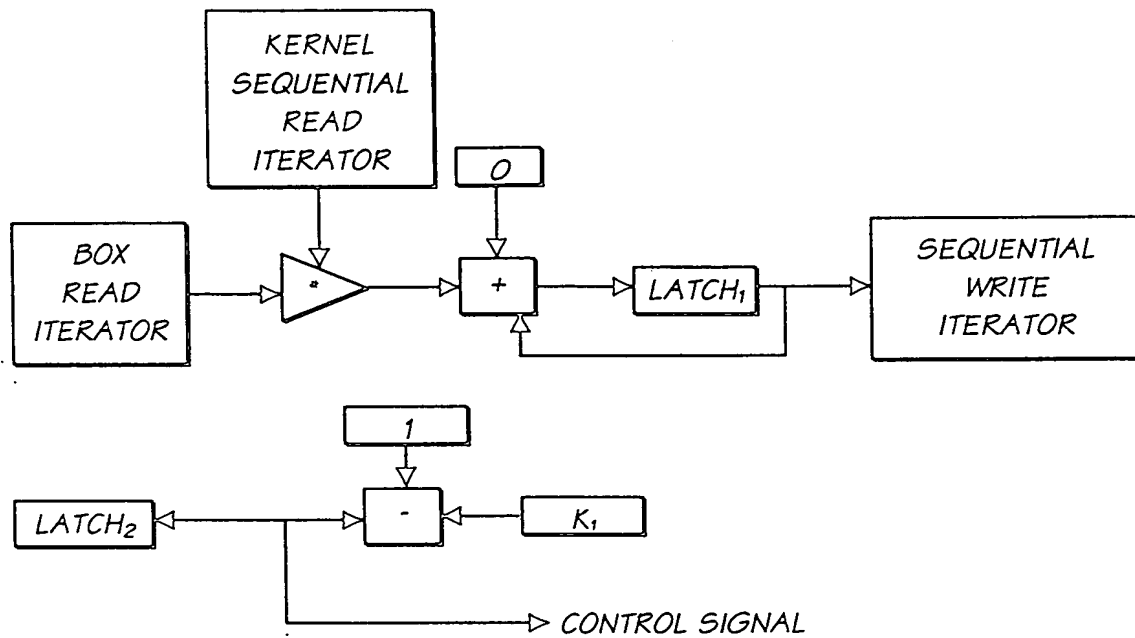 KERNEL
SEQUENTIAL
READ
ITERATOR
0
BOX
READ
ITERATOR
*
+
LATCH₁
SEQUENTIAL
WRITE
ITERATOR
1
LATCH₂
-
K₁
CONTROL SIGNAL